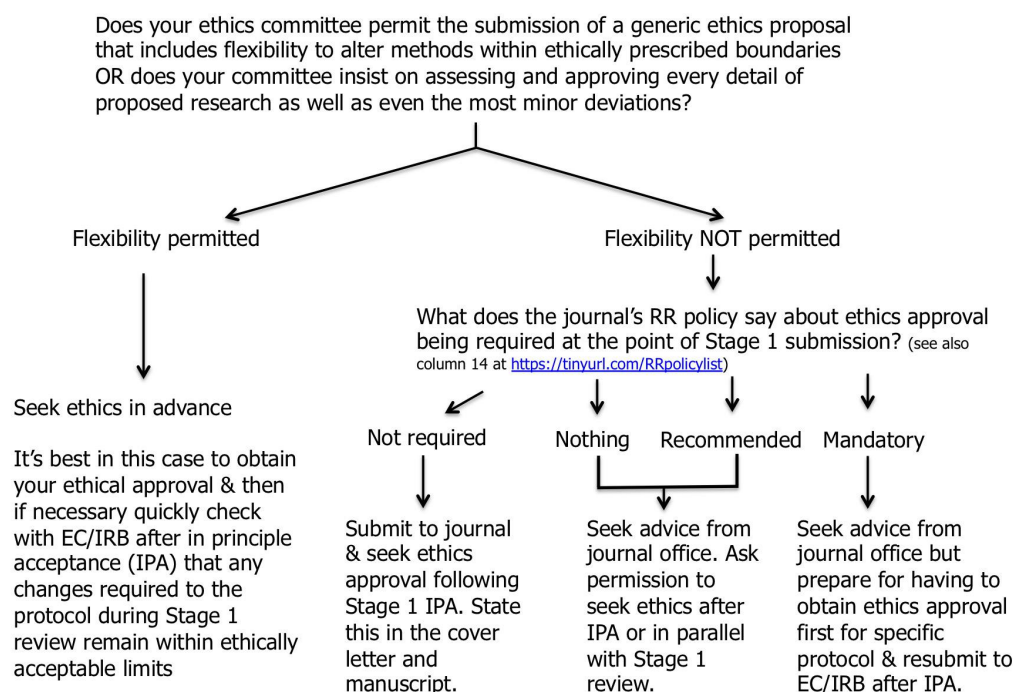 Does your ethics committee permit the submission of a generic ethics proposal
that includes flexibility to alter methods within ethically prescribed boundaries
OR does your committee insist on assessing and approving every detail of
proposed research as well as even the most minor deviations?
Flexibility permitted
Flexibility NOT permitted
What does the journal's RR policy say about ethics approval
being required at the point of Stage 1 submission? (see also
column 14 at https://tinyurl.com/RRpolicylist)
Seek ethics in advance
It's best in this case to obtain
your ethical approval & then
if necessary quickly check
with EC/IRB after in principle
acceptance (IPA) that any
changes required to the
protocol during Stage 1
review remain within ethically
acceptable limits
Not required
Nothing
Recommended
Mandatory
Submit to journal
& seek ethics
approval following
Stage 1 IPA. State
this in the cover
letter and
manuscript.
Seek advice from
journal office. Ask
permission to
seek ethics after
IPA or in parallel
with Stage 1
review.
Seek advice from
journal office but
prepare for having to
obtain ethics approval
first for specific
protocol & resubmit to
EC/IRB after IPA.